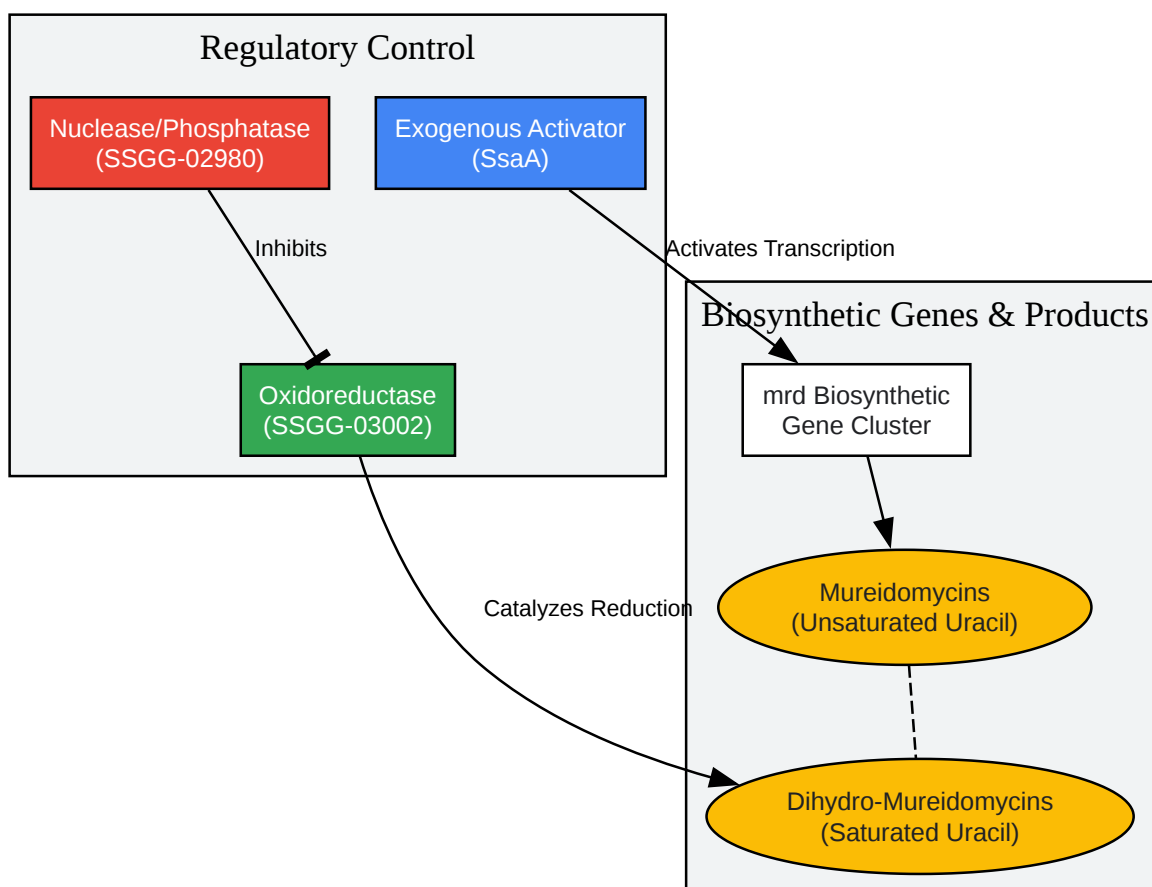 Regulatory Control
Nuclease/Phosphatase
(SSGG-02980)
Exogenous Activator
(SsaA)
Inhibits
Activates Transcription
Biosynthetic Genes & Products
Oxidoreductase
(SSGG-03002)
mrd Biosynthetic
Gene Cluster
Catalyzes Reduction
Mureidomycins
(Unsaturated Uracil)
Dihydro-Mureidomycins
(Saturated Uracil)